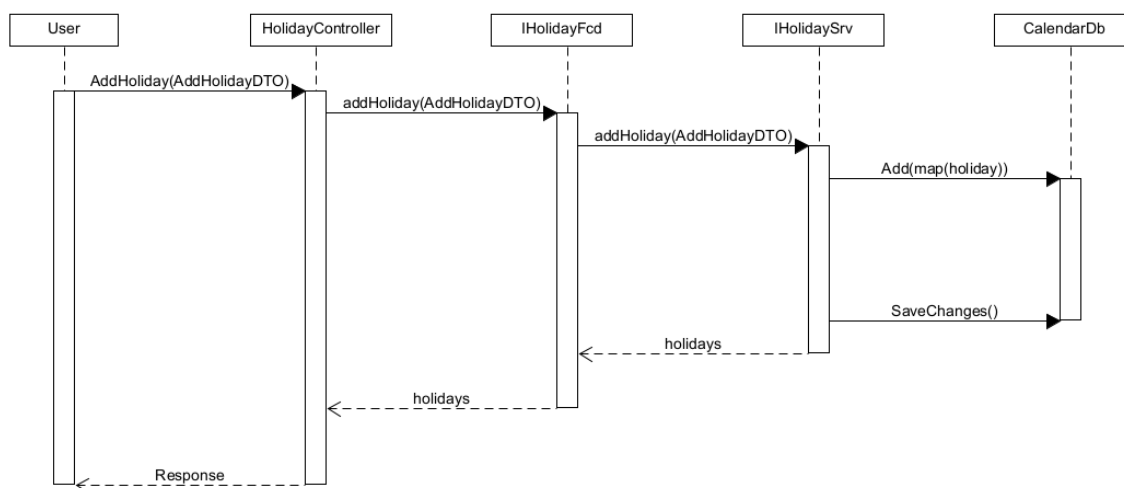 User
HolidayController
IHolidayFcd
IHolidaySrv
CalendarDb
AddHoliday(AddHolidayDTO)
addHoliday(AddHolidayDTO)
addHoliday(AddHolidayDTO)
Add(map(holiday))
SaveChanges()
holidays
holidays
Response